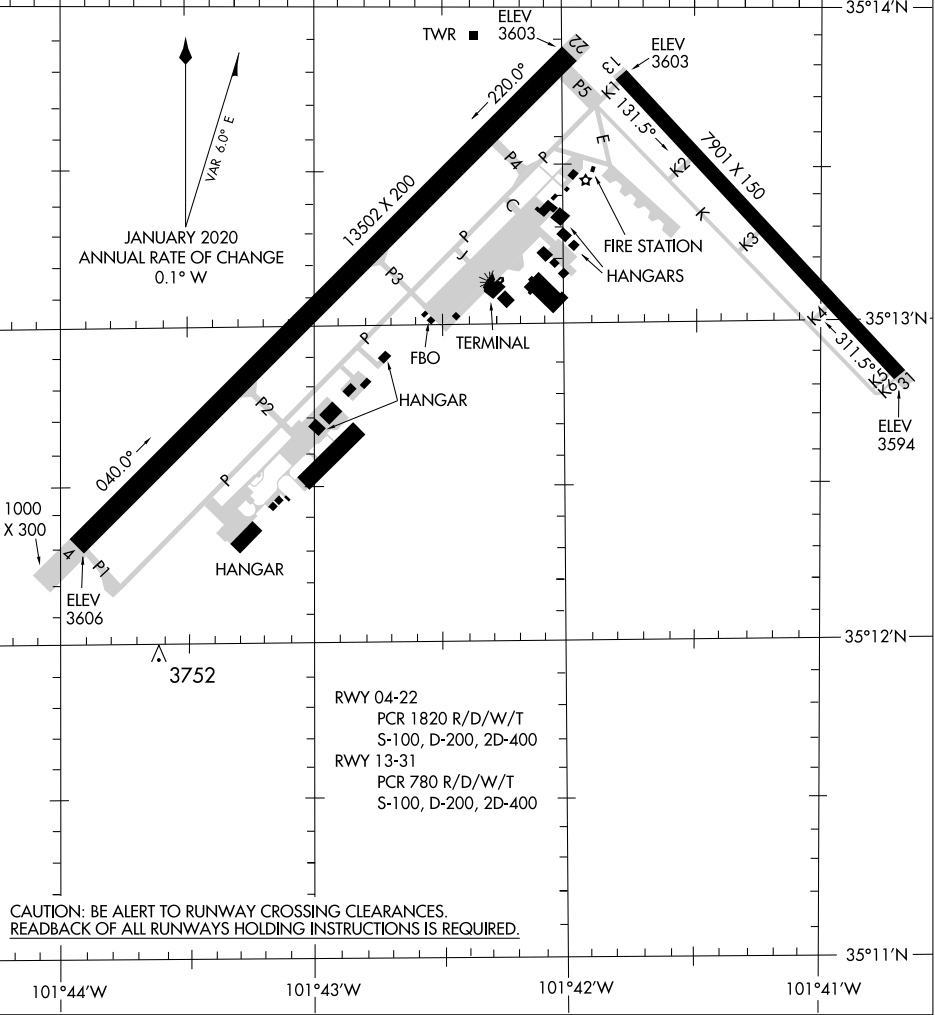 35°14'N
ELEV
3603
TWR
22
13
ELEV
3603
220.0°
P5
K1
131.5°
VAR 6.0° E
P4
P
E
K2
7901 X 150
13502 X 200
C
K
JANUARY 2020
ANNUAL RATE OF CHANGE
0.1° W
P
J
K3
FIRE STATION
P3
HANGARS
K4
35°13'N
P
FBO
TERMINAL
311.5°
K5
K6
31
HANGAR
P2
ELEV
3594
040.0°
P
1000
X 300
4
P1
HANGAR
ELEV
3606
35°12'N
3752
RWY 04-22
PCR 1820 R/D/W/T
S-100, D-200, 2D-400
RWY 13-31
PCR 780 R/D/W/T
S-100, D-200, 2D-400
CAUTION: BE ALERT TO RUNWAY CROSSING CLEARANCES.
READBACK OF ALL RUNWAYS HOLDING INSTRUCTIONS IS REQUIRED.
35°11'N
101°44'W
101°43'W
101°42'W
101°41'W